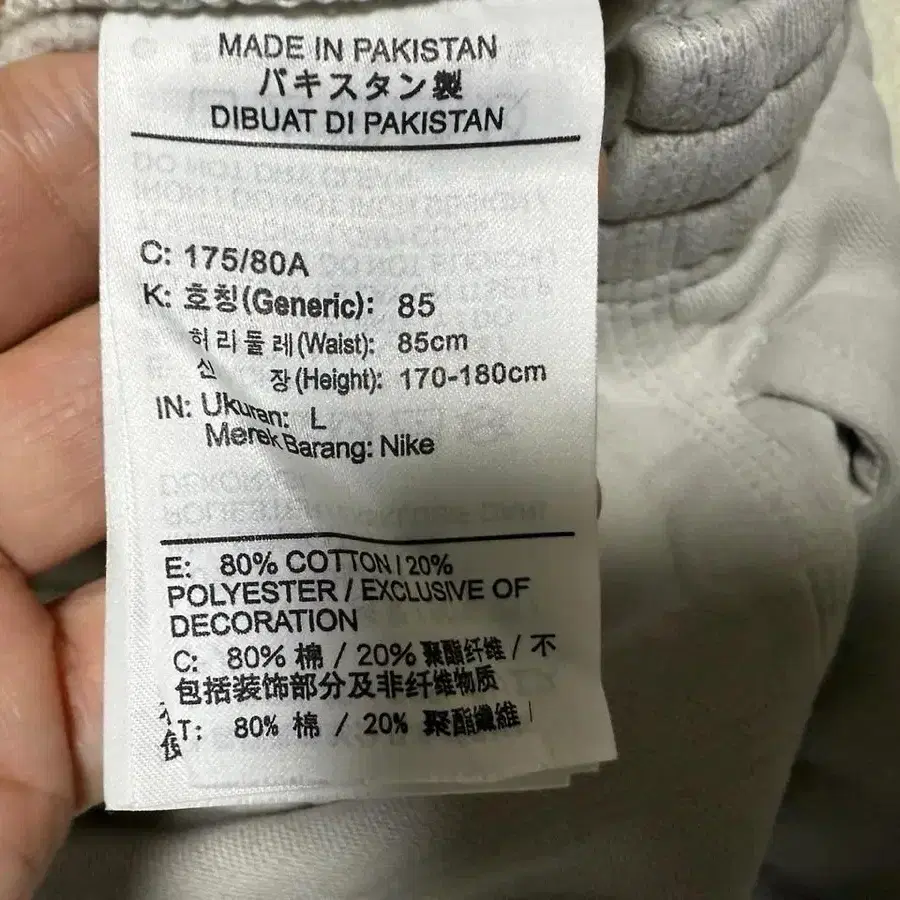 MADE IN PAKISTAN
パキスタン製
DIBUAT DI PAKISTAN
C: 175/80A
K: 호칭(Generic): 85
허리둘레(Waist): 85cm
신 장(Height): 170-180cm
IN: Ukuran: L
Merek Barang: Nike
E: 80% COTTON / 20%
POLYESTER / EXCLUSIVE OF
DECORATION
C: 80% 棉 / 20% 聚酯纤维 / 不
包括装饰部分及非纤维物质
T: 80% 棉 / 20% 聚酯纖維 /